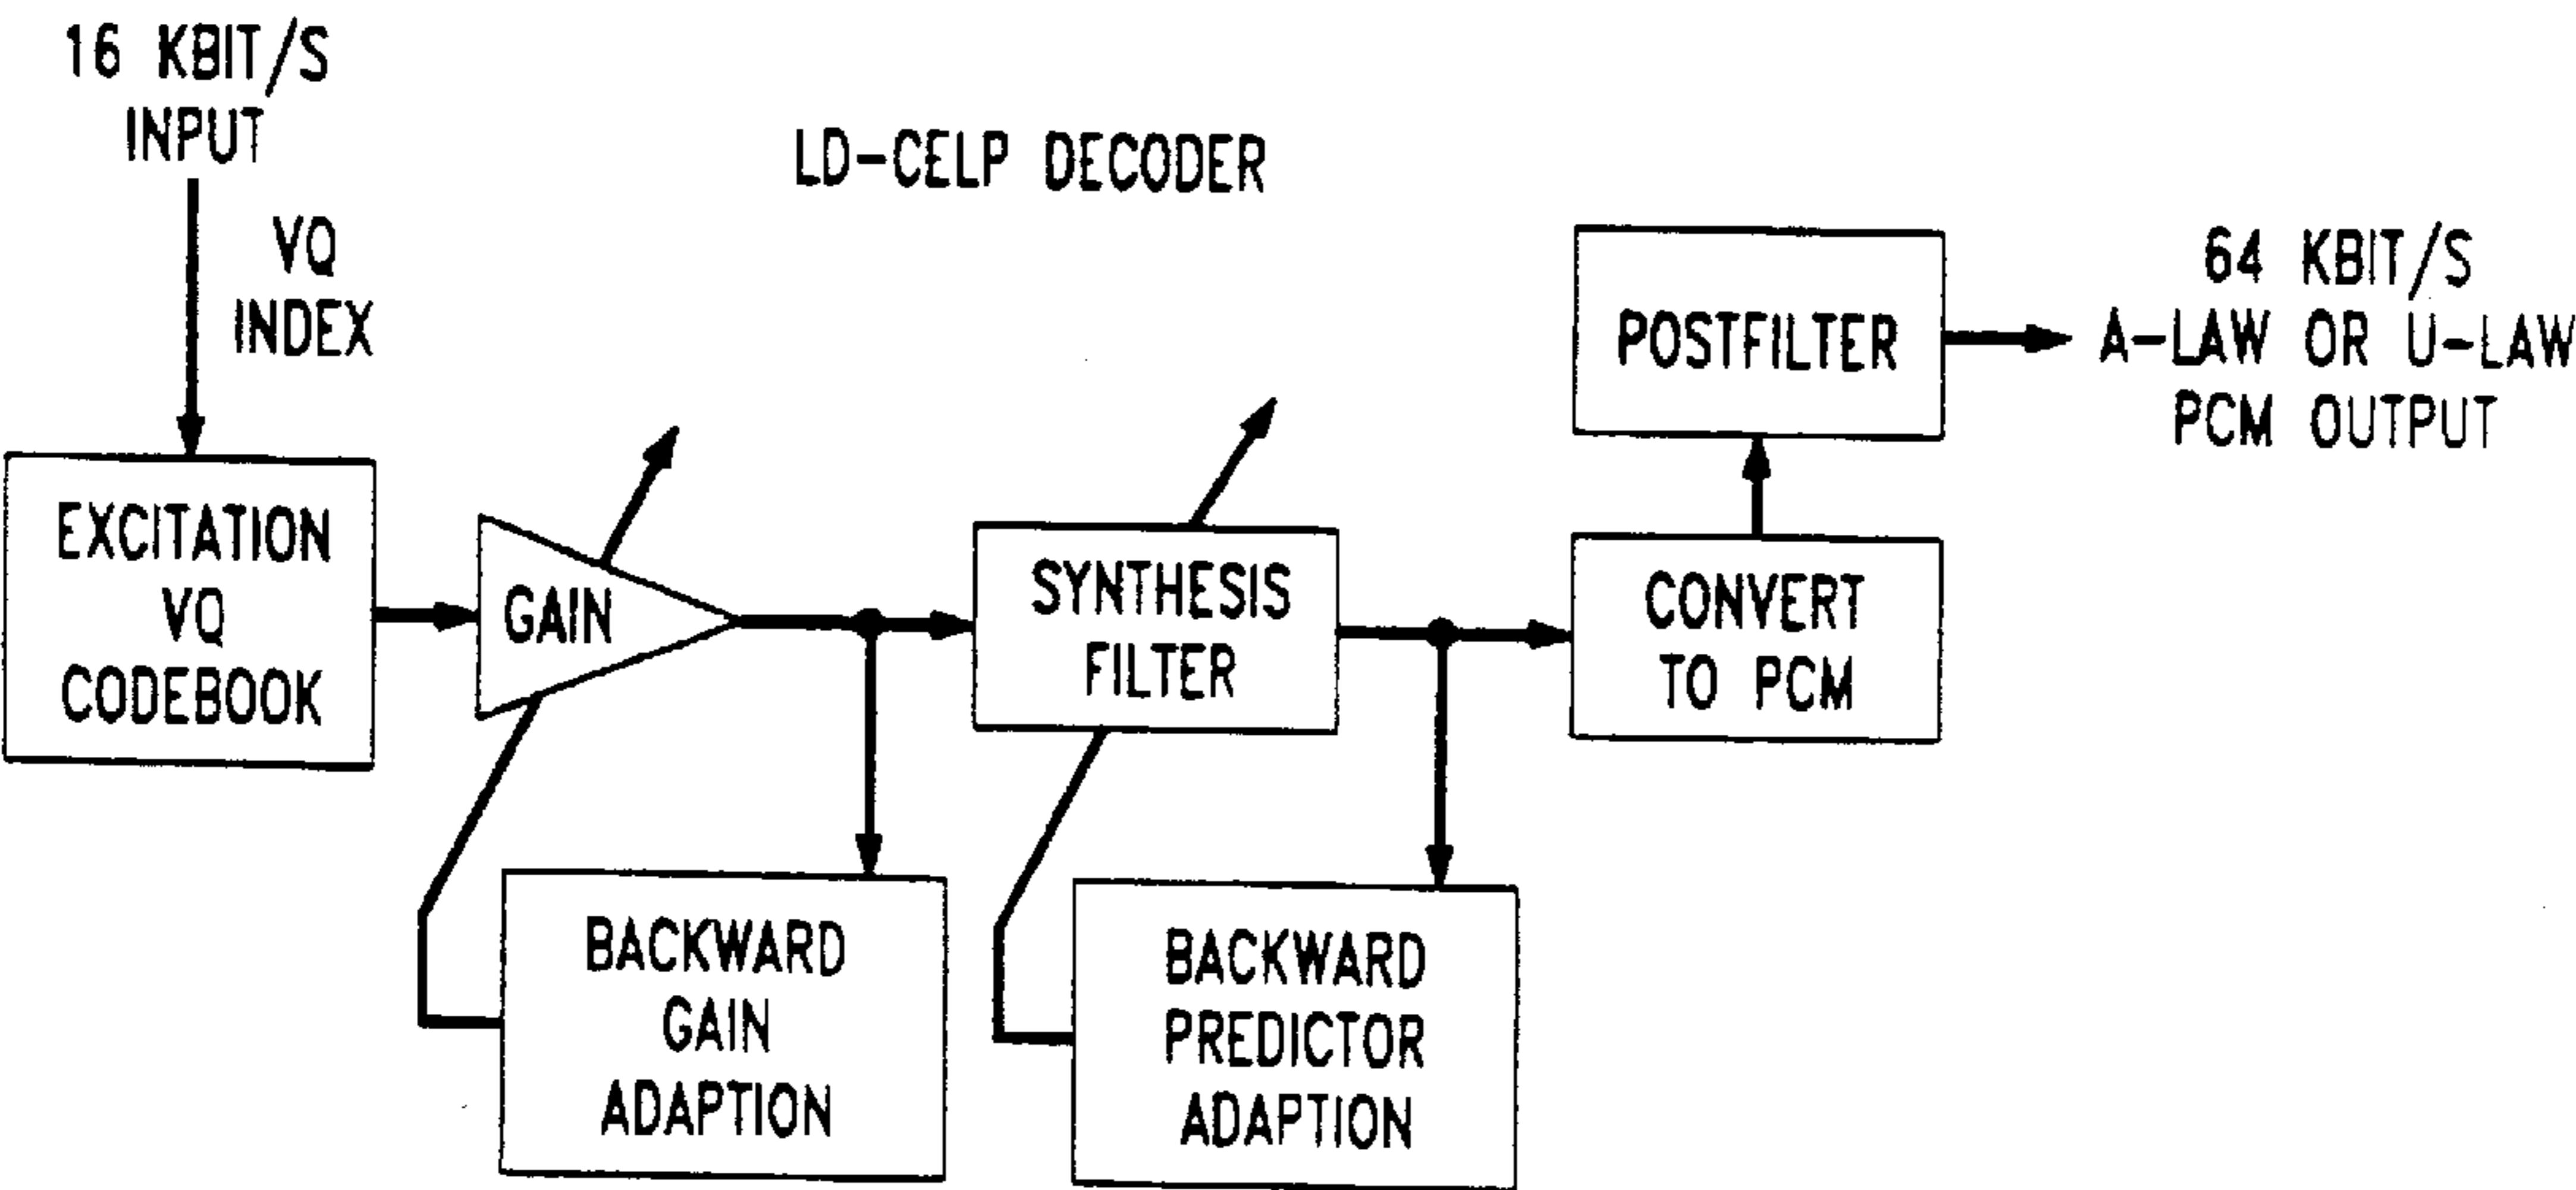 16 KBIT/S
INPUT
LD-CELP DECODER
VQ
INDEX
POSTFILTER
64 KBIT/S
A-LAW OR U-LAW
PCM OUTPUT
EXCITATION
VQ
CODEBOOK
GAIN
SYNTHESIS
FILTER
CONVERT
TO PCM
BACKWARD
GAIN
ADAPTION
BACKWARD
PREDICTOR
ADAPTION